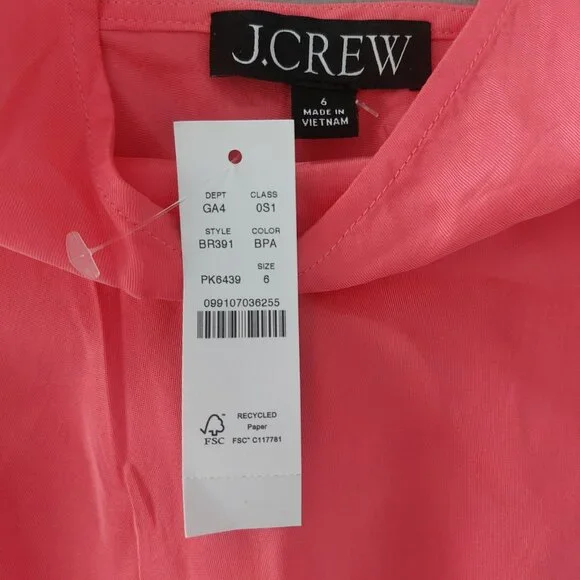 J.CREW
6
MADE IN
VIETNAM
DEPT CLASS
GA4 0S1
STYLE COLOR
BR391 BPA
SIZE
PK6439 6
099107036255
RECYCLED
Paper
FSC™ C117781
FSC